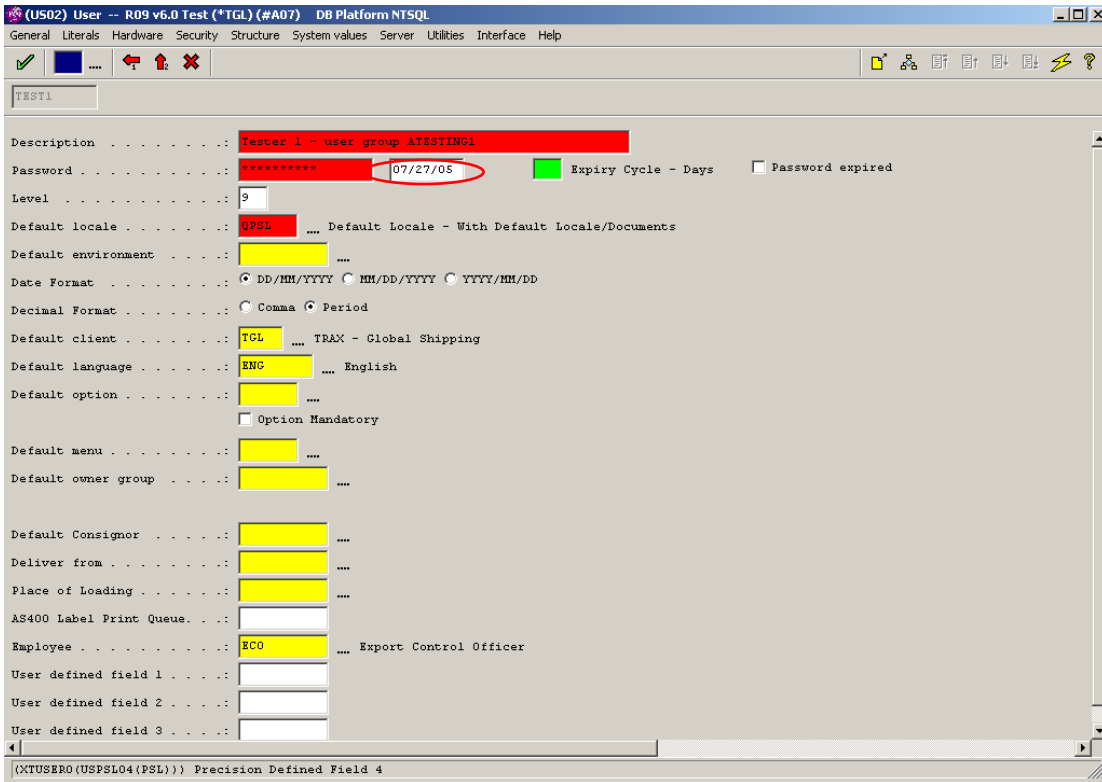 (US02) User -- R09 v6.0 Test (*TGL) (#A07) DB Platform NTSQL
General Literals Hardware Security Structure System values Server Utilities Interface Help
TEST1
Description . . . . . . . .: Tester 1 - user group ATESTING1
Password . . . . . . . . . .: ********** 07/27/05 Expiry Cycle - Days Password expired
Level . . . . . . . . . . .: 9
Default locale . . . . . . .: QPSL .... Default Locale - With Default Locale/Documents
Default environment . . . .: ....
Date Format . . . . . . . .: DD/MM/YYYY MM/DD/YYYY YYYY/MM/DD
Decimal Format . . . . . . .: Comma Period
Default client . . . . . . .: TGL .... TRAX - Global Shipping
Default language . . . . . .: ENG .... English
Default option . . . . . . .: ....
Option Mandatory
Default menu . . . . . . . .: ....
Default owner group . . . .: ....
Default Consignor . . . . .: ....
Deliver from . . . . . . . .: ....
Place of Loading . . . . . .: ....
AS400 Label Print Queue. . .:
Employee . . . . . . . . . .: ECO .... Export Control Officer
User defined field 1 . . . .:
User defined field 2 . . . .:
User defined field 3 . . . .:
(XTUSER0(USPSL04(PSL))) Precision Defined Field 4